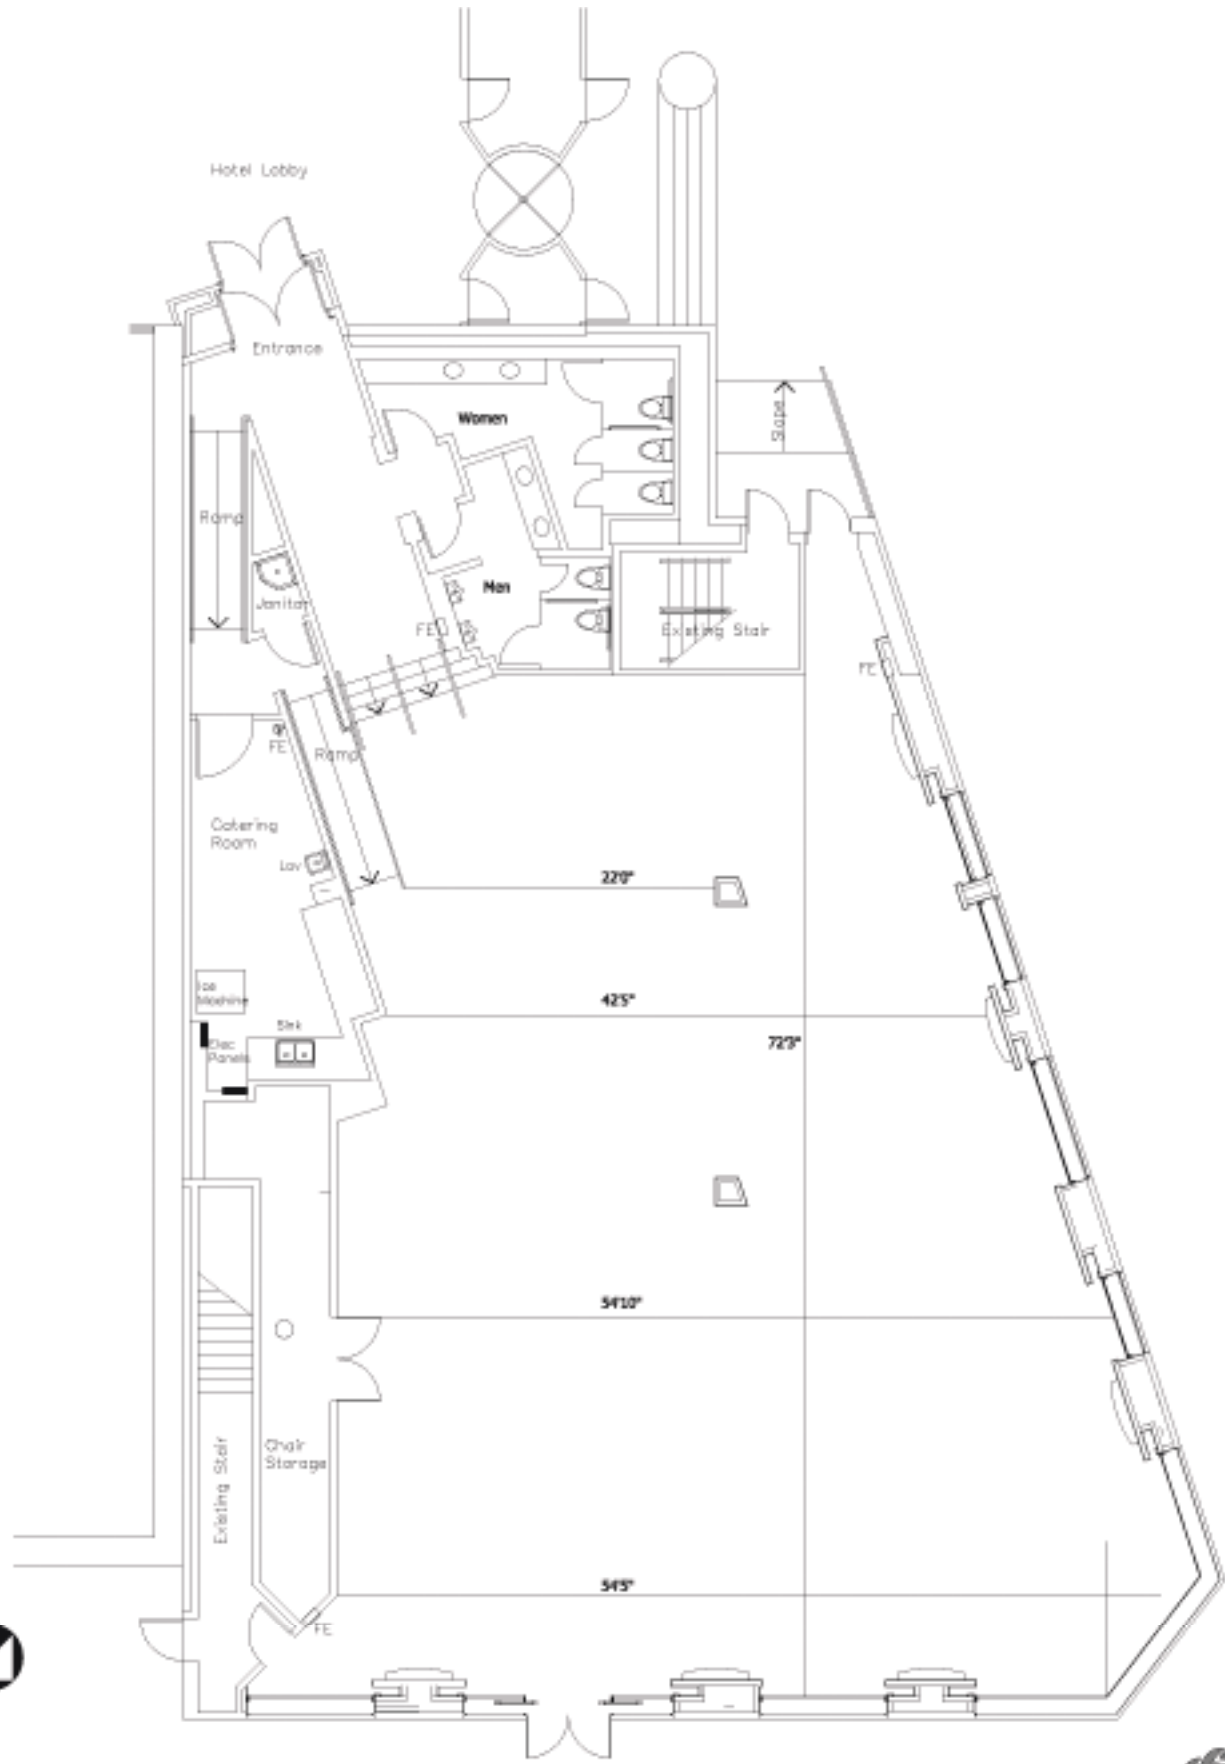 Hotel Lobby
Entrance
Women
Slope
Ramp
Men
Janitor
FE
Existing Stair
FE
FE
Ramp
Catering
Room
Lav
22'0"
Ice
Machine
42'5"
Sink
Elec
Panels
72'3"
54'10"
Existing Stair
Chair
Storage
54'5"
FE